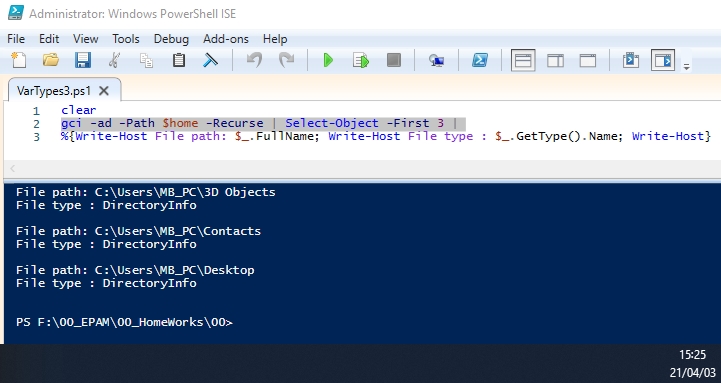 Administrator: Windows PowerShell ISE
File Edit View Tools Debug Add-ons Help
VarTypes3.ps1 X
1 clear
2 gci -ad -Path $home -Recurse | Select-Object -First 3 |
3 %{Write-Host File path: $_.FullName; Write-Host File type : $_.GetType().Name; Write-Host}
File path: C:\Users\MB_PC\3D Objects
File type : DirectoryInfo
File path: C:\Users\MB_PC\Contacts
File type : DirectoryInfo
File path: C:\Users\MB_PC\Desktop
File type : DirectoryInfo
PS F:\00_EPAM\00_HomeWorks\00>
15:25
21/04/03